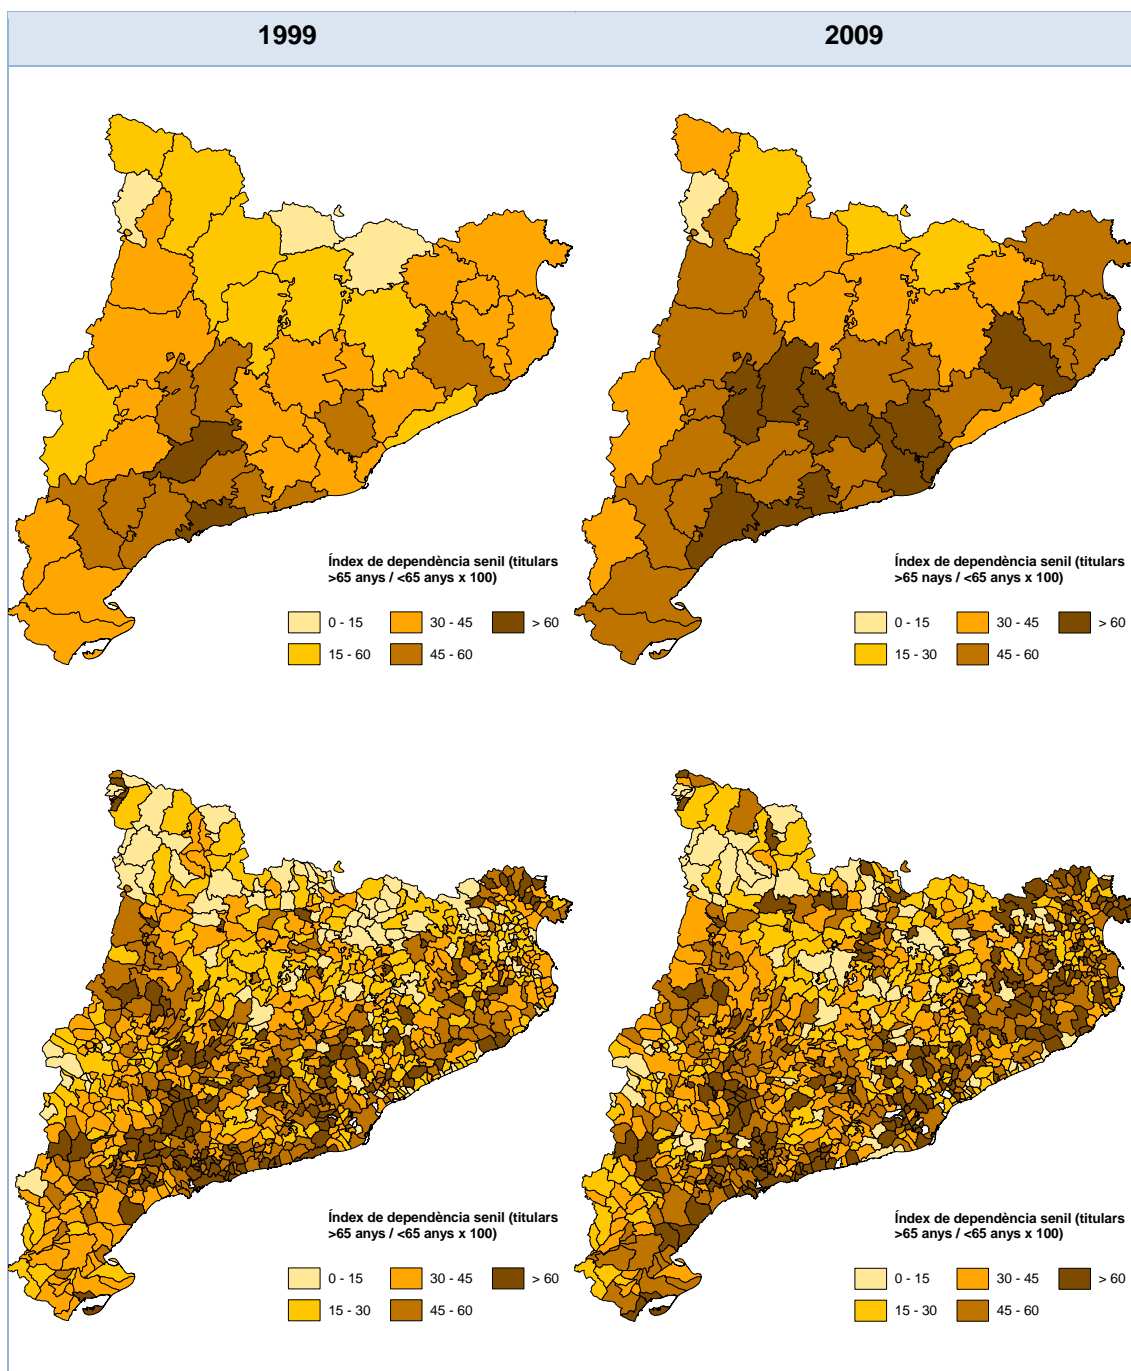 1999
2009
Índex de dependència senil (titulars
>65 anys / <65 anys x 100)
0 - 15
30 - 45
> 60
15 - 60
45 - 60
Índex de dependència senil (titulars
>65 nays / <65 anys x 100)
0 - 15
30 - 45
> 60
15 - 30
45 - 60
Índex de dependència senil (titulars
>65 anys / <65 anys x 100)
0 - 15
30 - 45
> 60
15 - 30
45 - 60
Índex de dependència senil (titulars
>65 anys / <65 anys x 100)
0 - 15
30 - 45
> 60
15 - 30
45 - 60